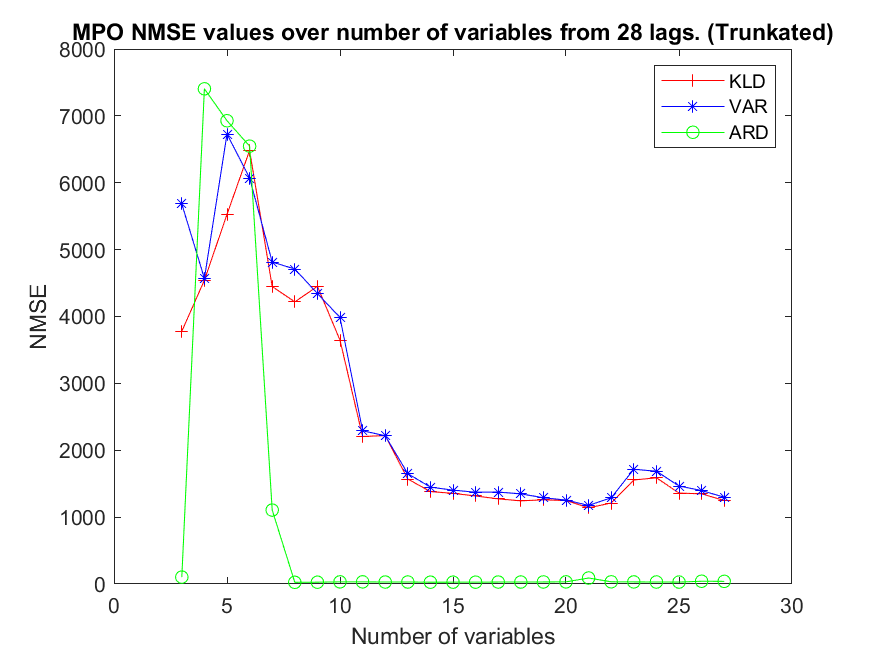 MPO NMSE values over number of variables from 28 lags. (Trunkated)
8000
7000
6000
5000
4000
3000
2000
1000
0
NMSE
KLD
VAR
ARD
0 5 10 15 20 25 30
Number of variables